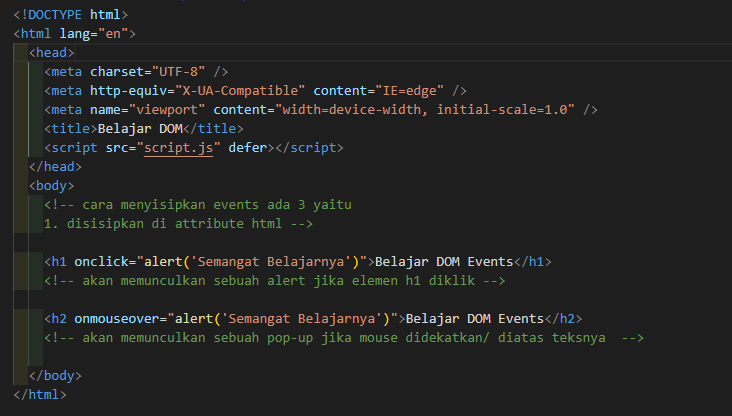 <!DOCTYPE html>
<html lang="en">
<head>
<meta charset="UTF-8" />
<meta http-equiv="X-UA-Compatible" content="IE=edge" />
<meta name="viewport" content="width=device-width, initial-scale=1.0" />
<title>Belajar DOM</title>
<script src="script.js" defer></script>
</head>
<body>
<!-- cara menyisipkan events ada 3 yaitu
1. disisipkan di attribute html -->
<h1 onclick="alert('Semangat Belajarnya')">Belajar DOM Events</h1>
<!-- akan memunculkan sebuah alert jika elemen h1 diklik -->
<h2 onmouseover="alert('Semangat Belajarnya')">Belajar DOM Events</h2>
<!-- akan memunculkan sebuah pop-up jika mouse didekatkan/ diatas teksnya  -->
</body>
</html>